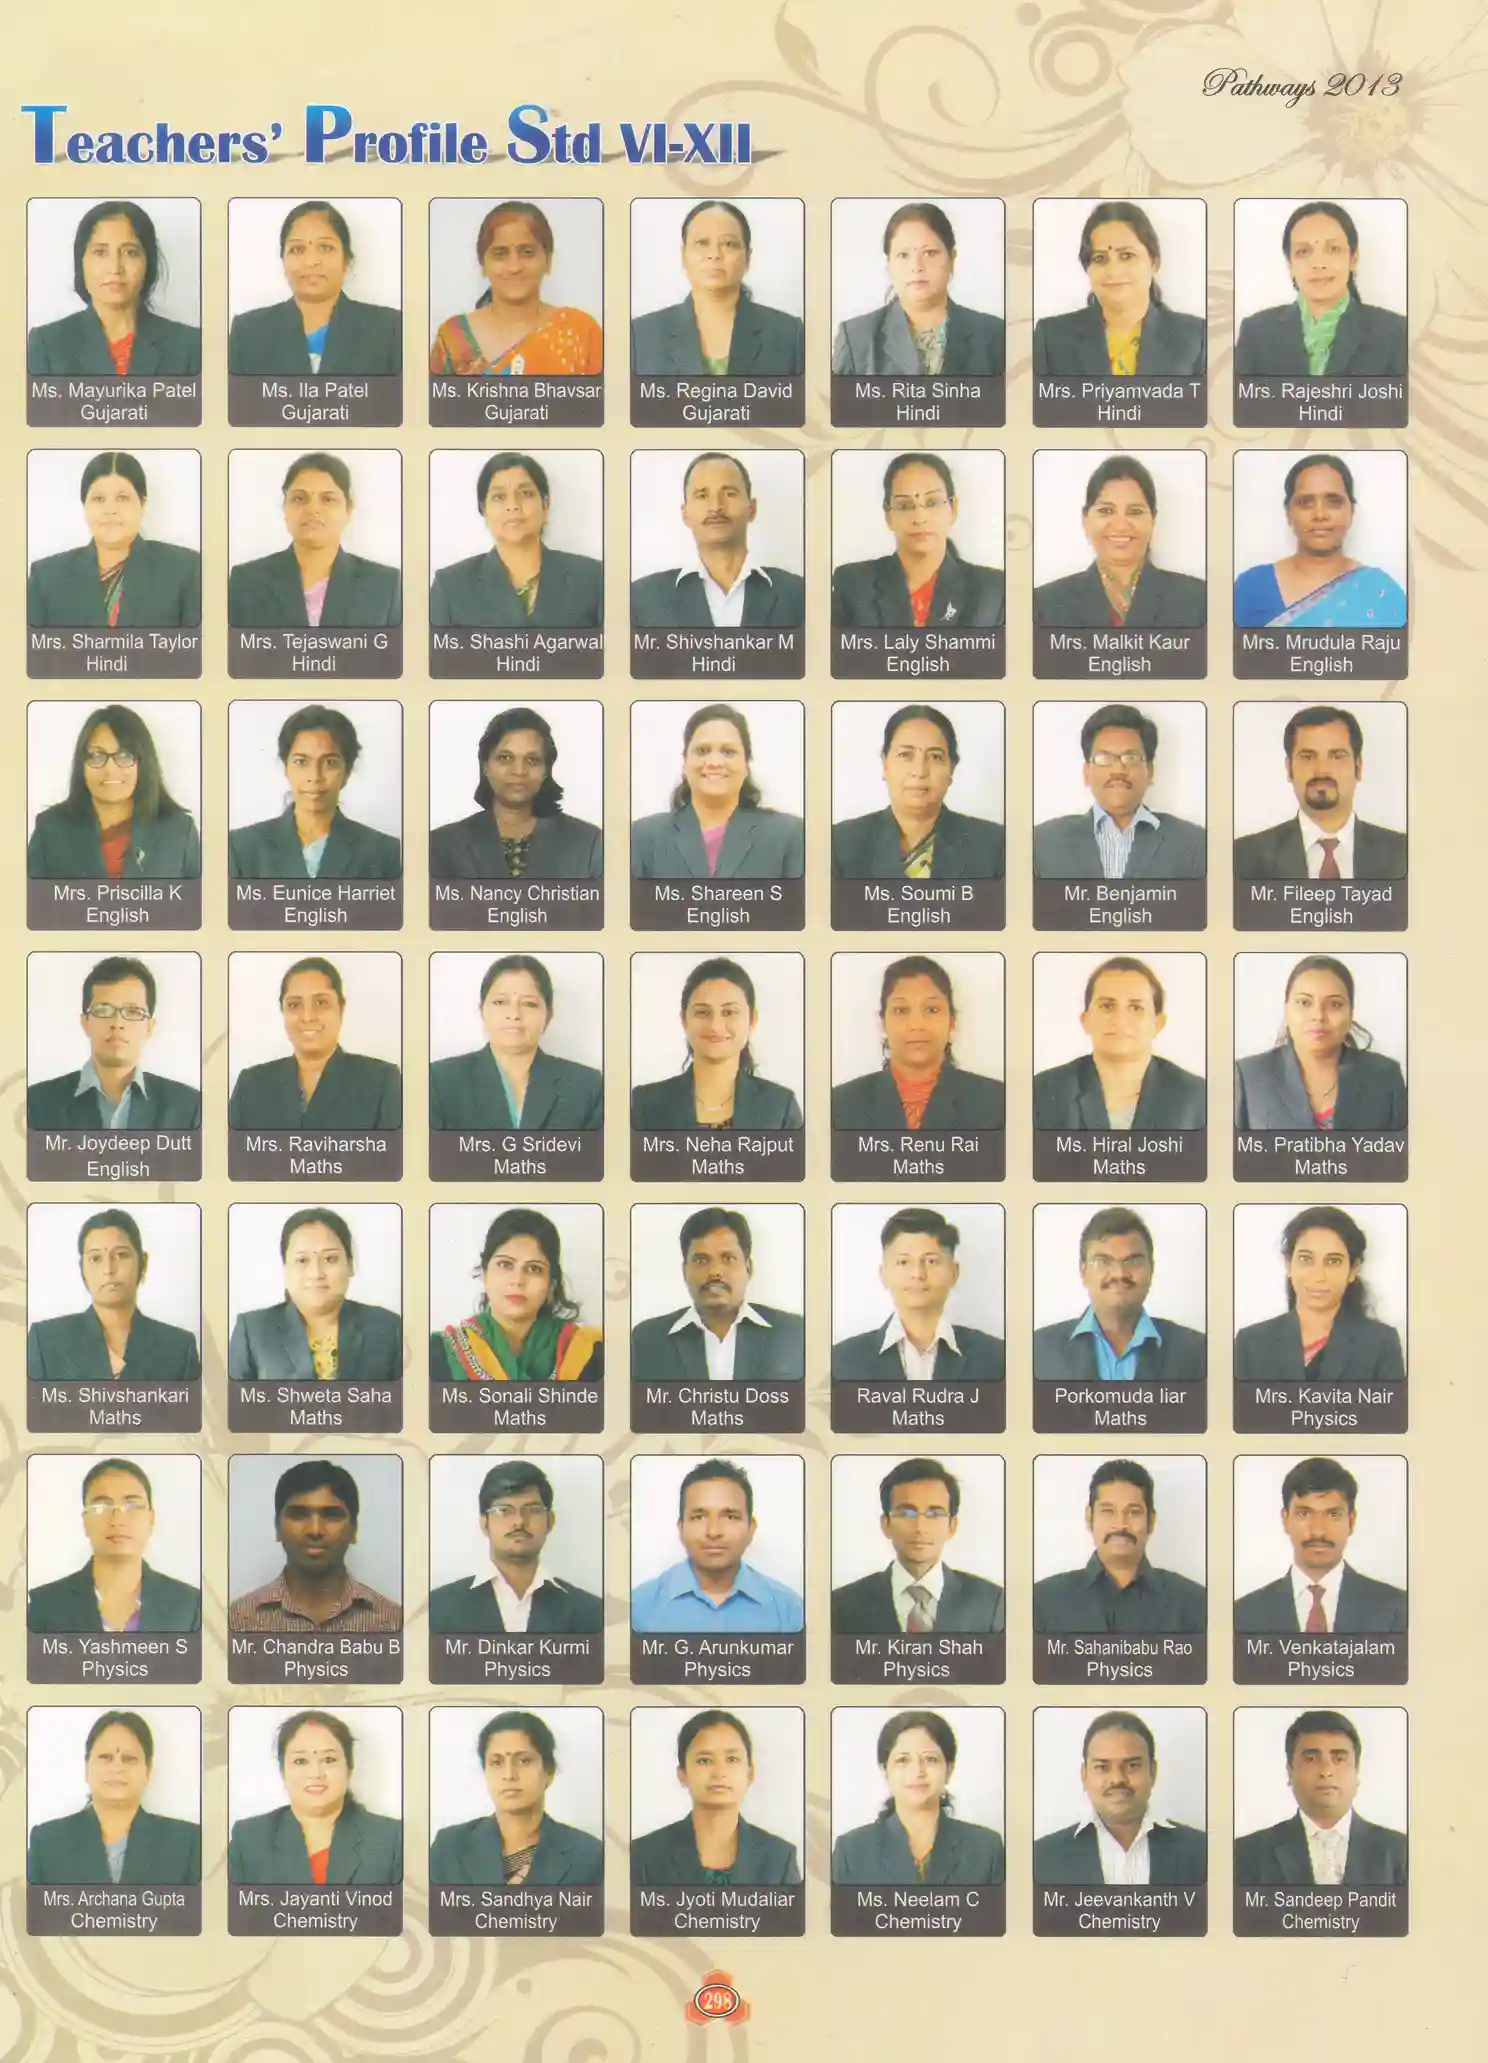 Pathways 2013
Teachers' Profile Std VI-XII
Ms. Mayurika Patel
Gujarati
Ms. Ila Patel
Gujarati
Ms. Krishna Bhavsar
Gujarati
Ms. Regina David
Gujarati
Ms. Rita Sinha
Hindi
Mrs. Priyamvada T
Hindi
Mrs. Rajeshri Joshi
Hindi
Mrs. Sharmila Taylor
Hindi
Mrs. Tejaswani G
Hindi
Ms. Shashi Agarwal
Hindi
Mr. Shivshankar M
Hindi
Mrs. Laly Shammi
English
Mrs. Malkit Kaur
English
Mrs. Mrudula Raju
English
Mrs. Priscilla K
English
Ms. Eunice Harriet
English
Ms. Nancy Christian
English
Ms. Shareen S
English
Ms. Soumi B
English
Mr. Benjamin
English
Mr. Fileep Tayad
English
Mr. Joydeep Dutt
English
Mrs. Raviharsha
Maths
Mrs. G Sridevi
Maths
Mrs. Neha Rajput
Maths
Mrs. Renu Rai
Maths
Ms. Hiral Joshi
Maths
Ms. Pratibha Yadav
Maths
Ms. Shivshankari
Maths
Ms. Shweta Saha
Maths
Ms. Sonali Shinde
Maths
Mr. Christu Doss
Maths
Raval Rudra J
Maths
Porkomuda Iiar
Maths
Mrs. Kavita Nair
Physics
Ms. Yashmeen S
Physics
Mr. Chandra Babu B
Physics
Mr. Dinkar Kurmi
Physics
Mr. G. Arunkumar
Physics
Mr. Kiran Shah
Physics
Mr. Sahanibabu Rao
Physics
Mr. Venkatajalam
Physics
Mrs. Archana Gupta
Chemistry
Mrs. Jayanti Vinod
Chemistry
Mrs. Sandhya Nair
Chemistry
Ms. Jyoti Mudaliar
Chemistry
Ms. Neelam C
Chemistry
Mr. Jeevankanth V
Chemistry
Mr. Sandeep Pandit
Chemistry
298